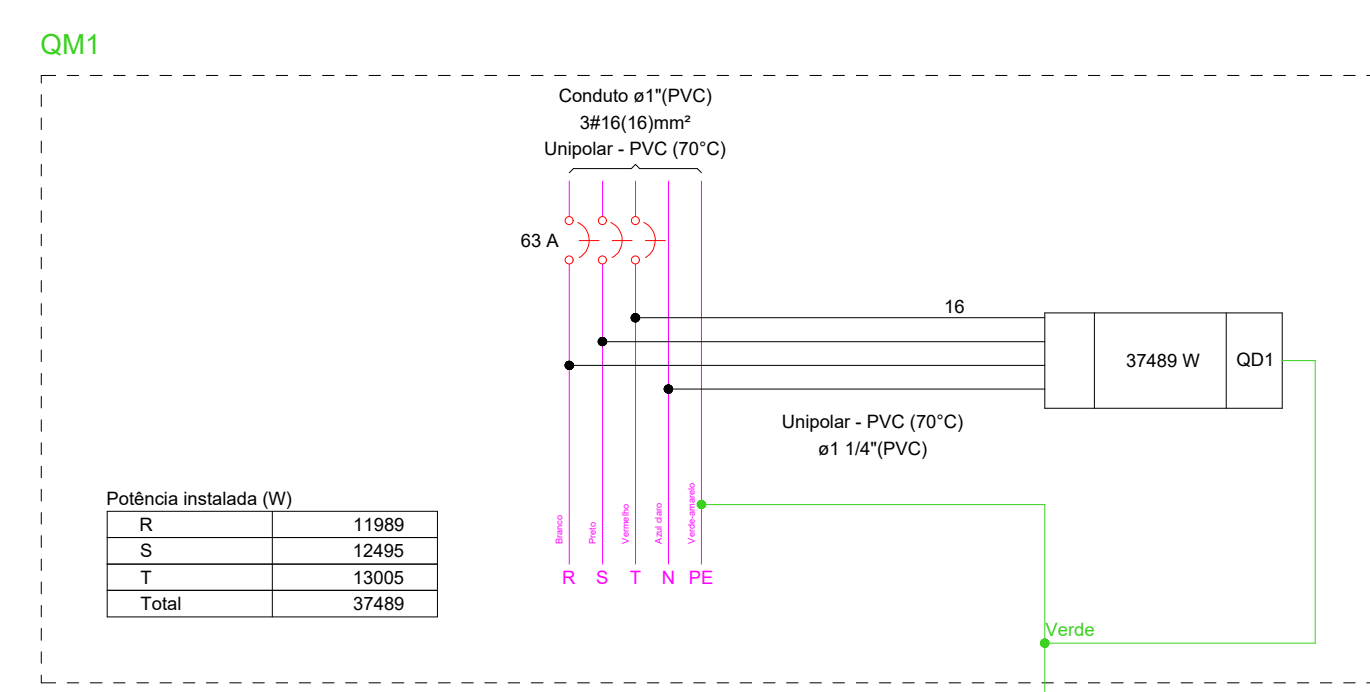 QM1
Conduto ø1"(PVC)
3#16(16)mm²
Unipolar - PVC (70°C)
63 A
16
37489 W
QD1
Unipolar - PVC (70°C)
ø1 1/4"(PVC)
Potência instalada (W)
R 11989
S 12495
T 13005
Total 37489
Branco
Preto
Vermelho
Azul claro
Verde-amarelo
R S T N PE
Verde